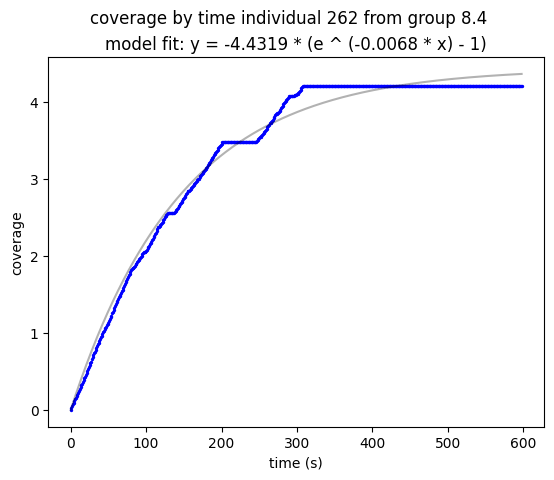 coverage by time individual 262 from group 8.4
model fit: y = -4.4319 * (e ^ (-0.0068 * x) - 1)
4
3
2
1
0
coverage
0 100 200 300 400 500 600
time (s)